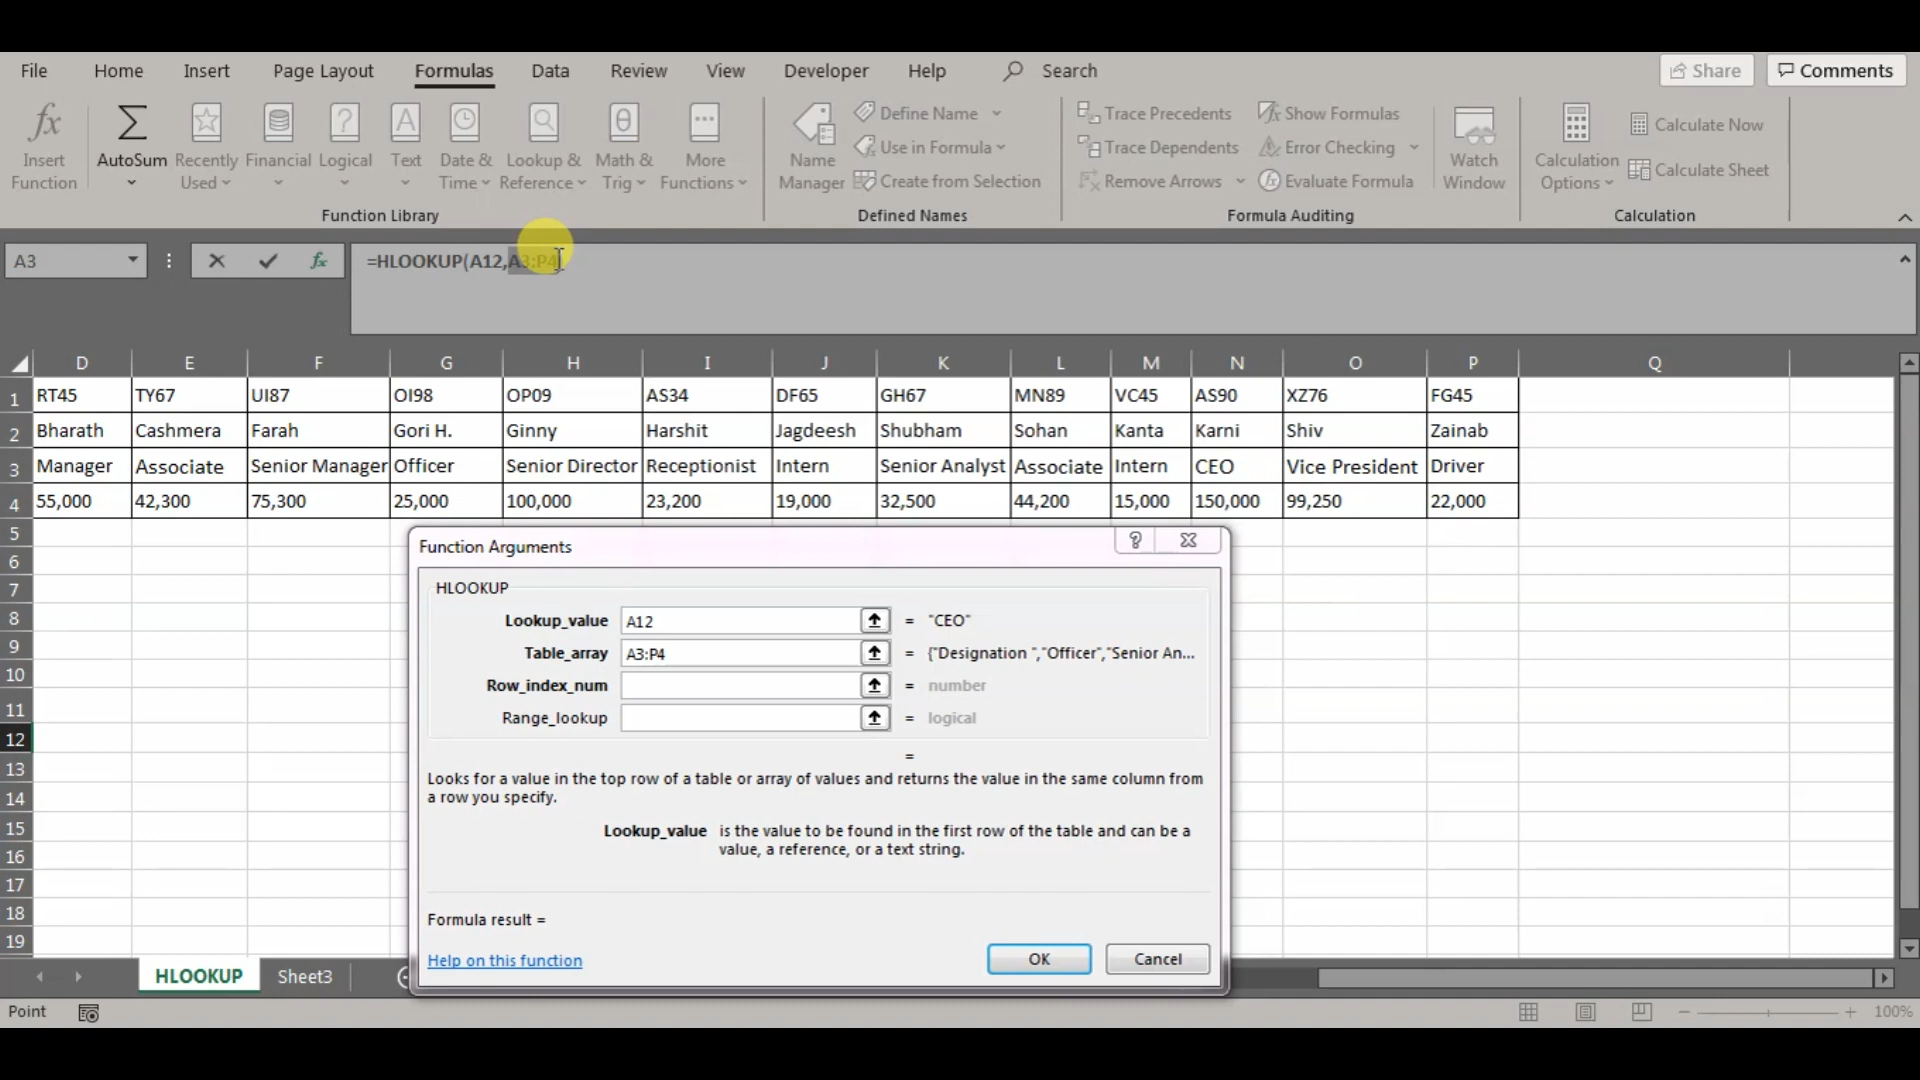 File Home Insert Page Layout Formulas Data Review View Developer Help Search Share Comments
fx Insert Function
Σ AutoSum
Recently Used
Financial
? Logical
A Text
Date & Time
Lookup & Reference
θ Math & Trig
More Functions
Function Library
Name Manager
Define Name
Use in Formula
Create from Selection
Defined Names
Trace Precedents
Trace Dependents
Remove Arrows
Show Formulas
Error Checking
Evaluate Formula
Formula Auditing
Watch Window
Calculation Options
Calculate Now
Calculate Sheet
Calculation
A3 fx =HLOOKUP(A12,A3:P4)
D E F G H I J K L M N O P Q
1 RT45 TY67 UI87 OI98 OP09 AS34 DF65 GH67 MN89 VC45 AS90 XZ76 FG45
2 Bharath Cashmera Farah Gori H. Ginny Harshit Jagdeesh Shubham Sohan Kanta Karni Shiv Zainab
3 Manager Associate Senior Manager Officer Senior Director Receptionist Intern Senior Analyst Associate Intern CEO Vice President Driver
4 55,000 42,300 75,300 25,000 100,000 23,200 19,000 32,500 44,200 15,000 150,000 99,250 22,000
5
6
7
8
9
10
11
12
13
14
15
16
17
18
19
Function Arguments ?
HLOOKUP
Lookup_value A12 = "CEO"
Table_array A3:P4 = {"Designation ","Officer","Senior An...
Row_index_num = number
Range_lookup = logical
=
Looks for a value in the top row of a table or array of values and returns the value in the same column from
a row you specify.
Lookup_value is the value to be found in the first row of the table and can be a
value, a reference, or a text string.
Formula result =
Help on this function OK Cancel
HLOOKUP Sheet3
Point 100%